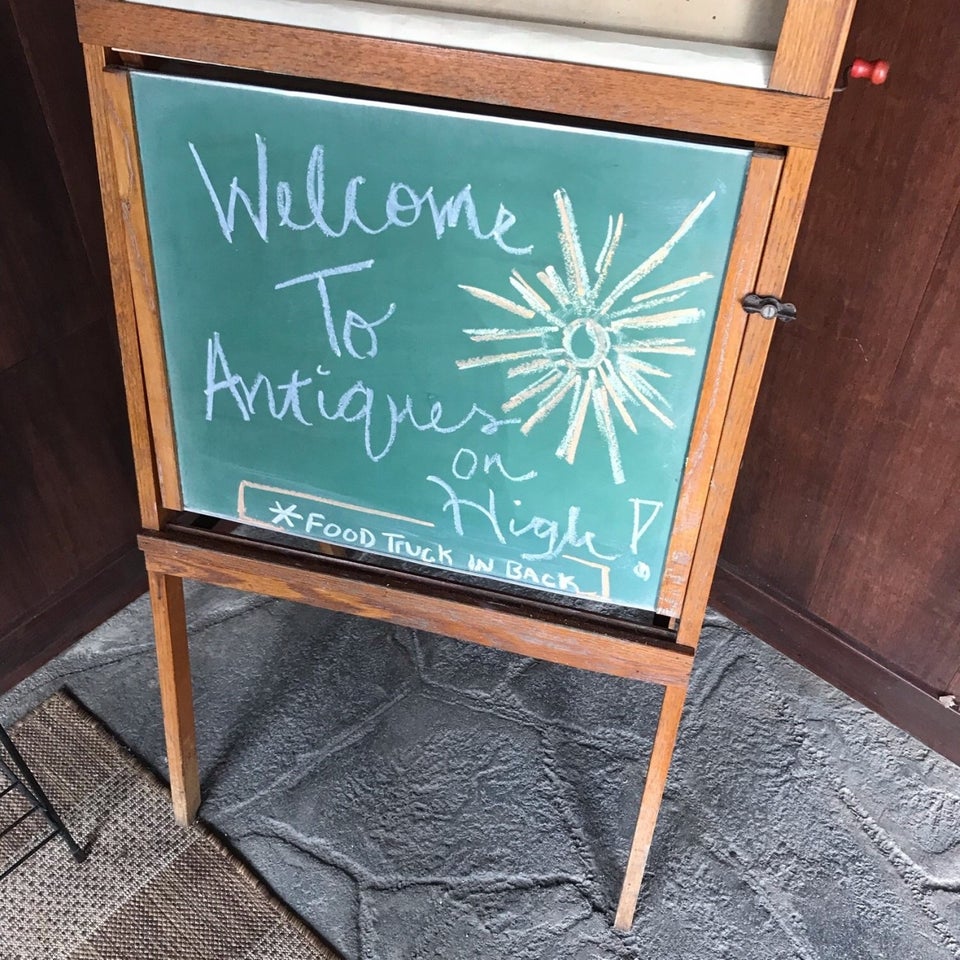 Welcome
To
Antiques
on
High!
*FOOD TRUCK IN BACK